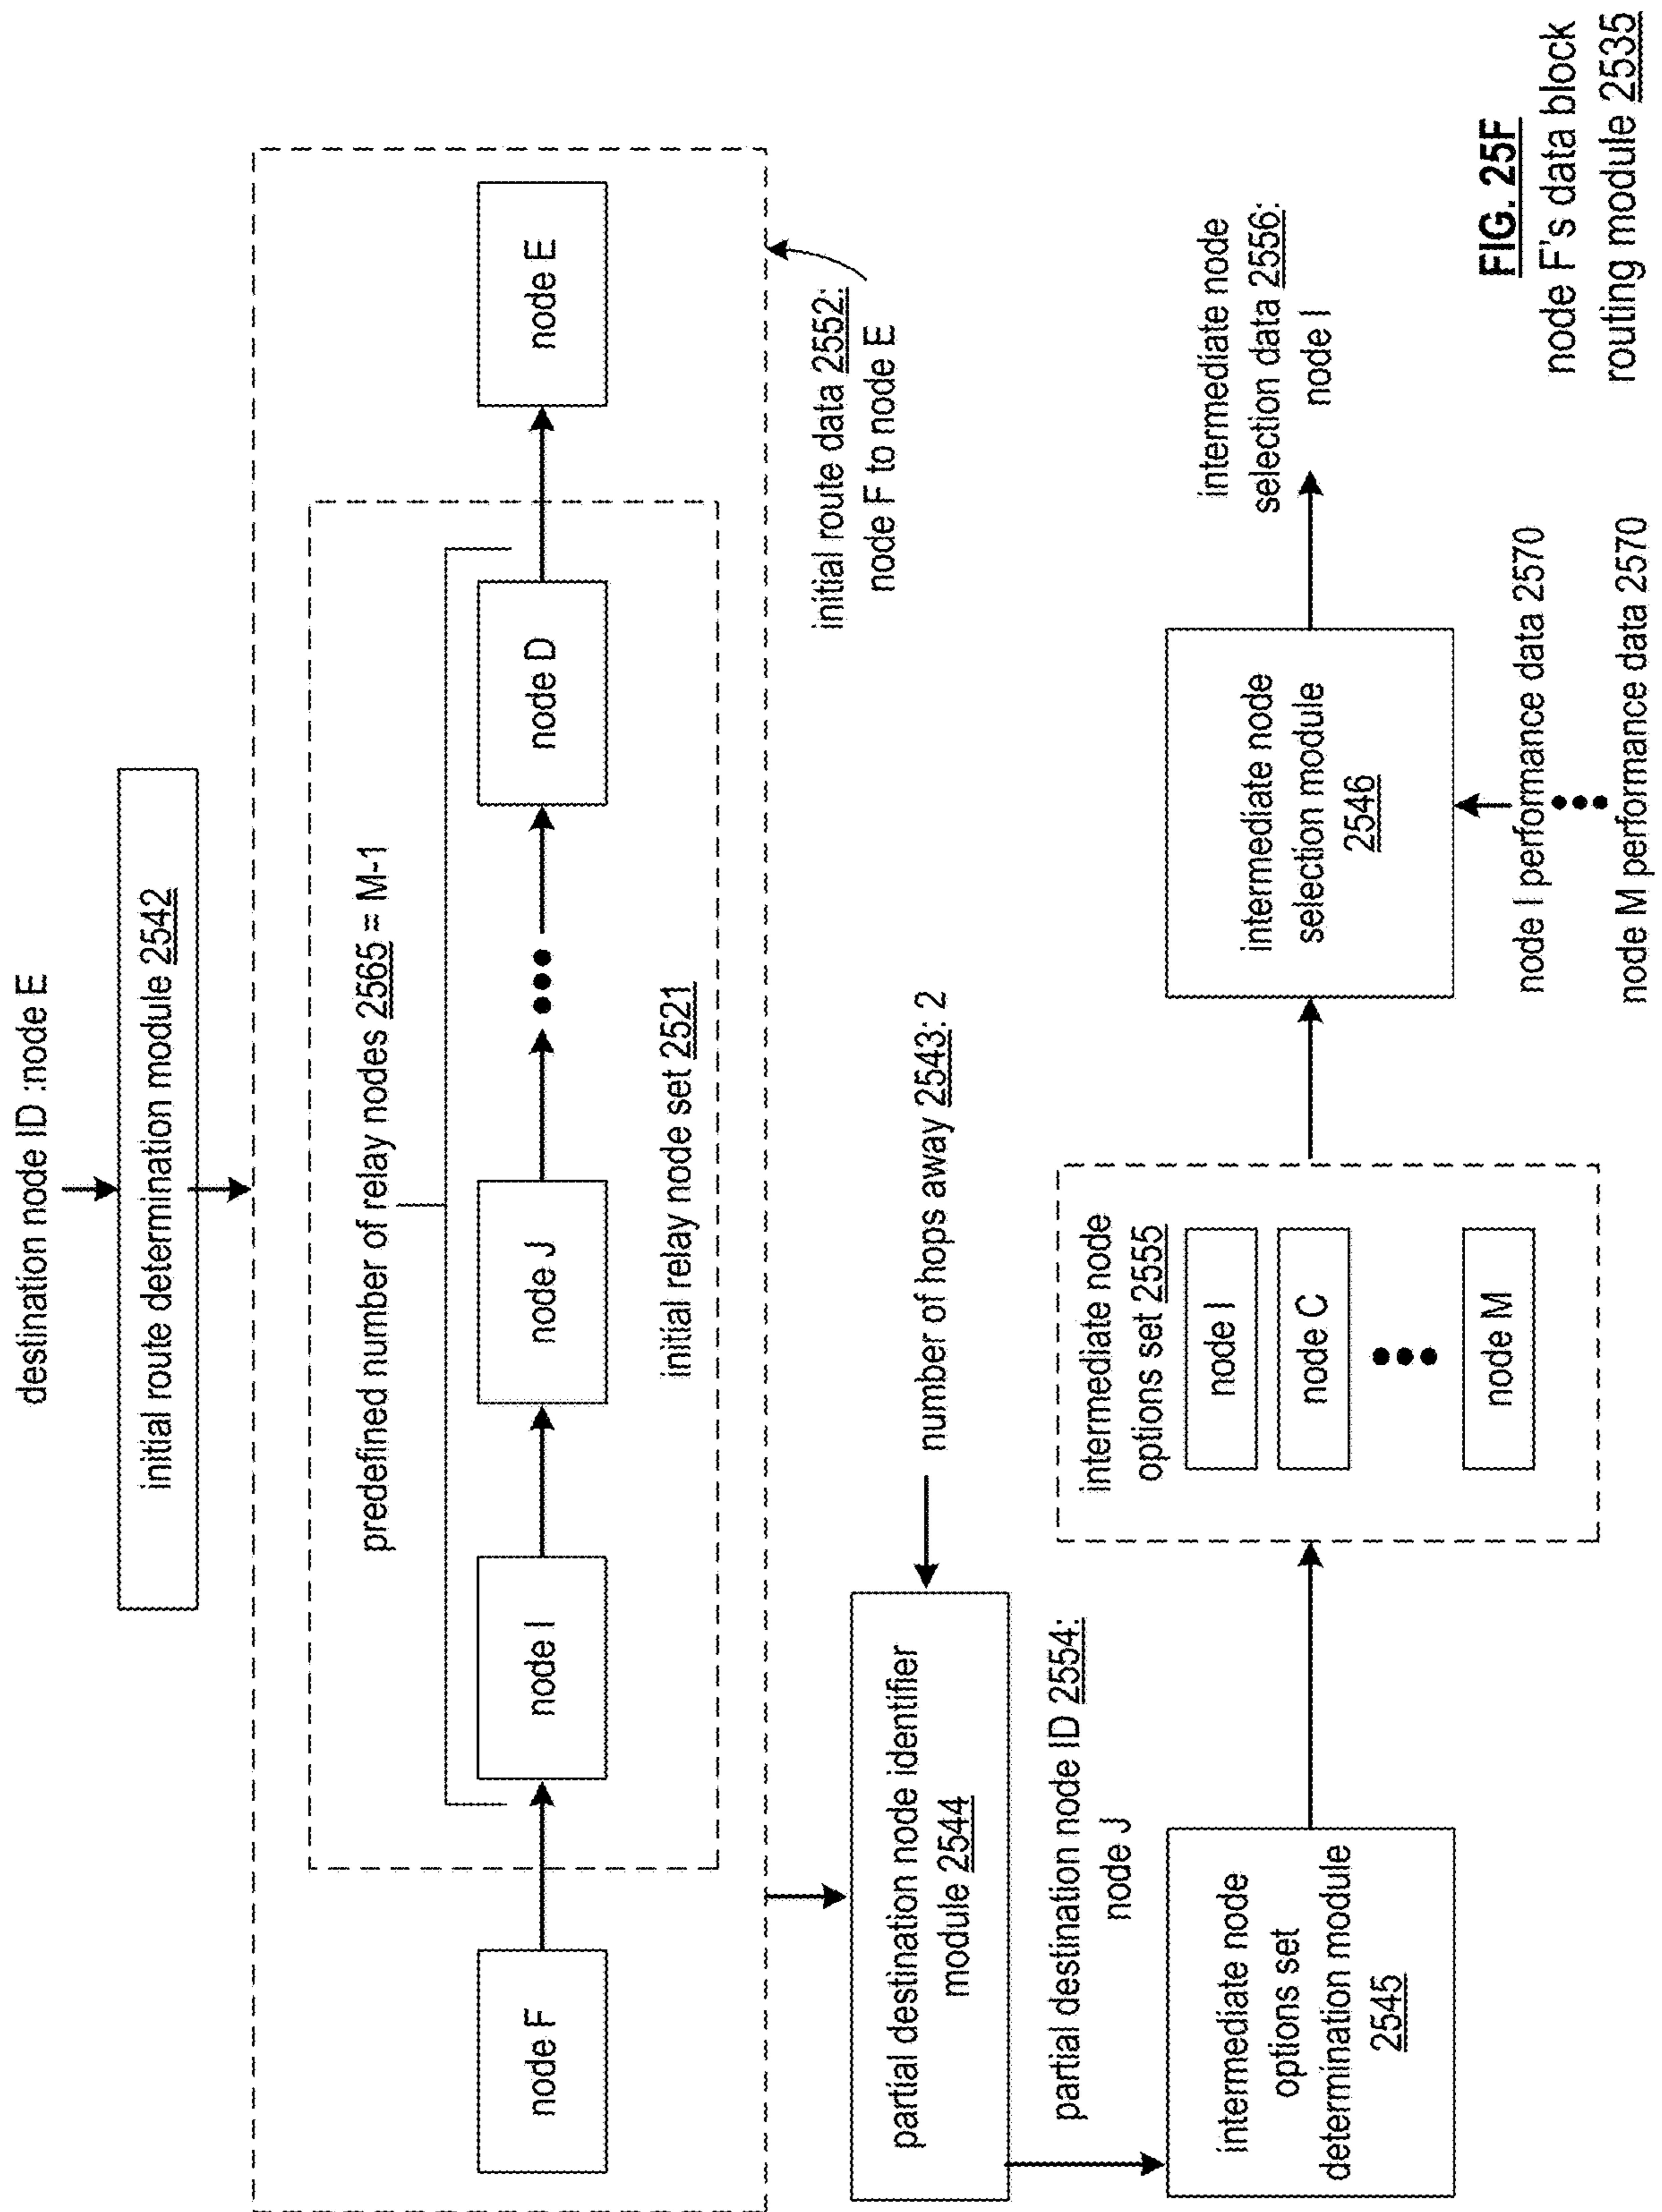 destination node ID :node E
initial route determination module 2542
predefined number of relay nodes 2565 = M-1
node F
node I
node J
node D
node E
initial relay node set 2521
initial route data 2552:
node F to node E
number of hops away 2543: 2
partial destination node identifier
module 2544
partial destination node ID 2554:
node J
intermediate node
options set
determination module
2545
intermediate node
options set 2555
node I
node C
node M
intermediate node
selection module
2546
node I performance data 2570
node M performance data 2570
intermediate node
selection data 2556:
node I
FIG. 25F
node F's data block
routing module 2535